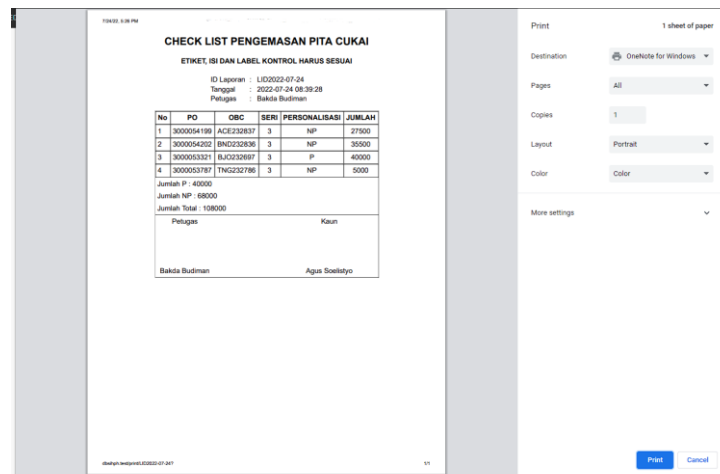 7/24/22, 5:39 PM
CHECK LIST PENGEMASAN PITA CUKAI
ETIKET, ISI DAN LABEL KONTROL HARUS SESUAI
ID Laporan : LID2022-07-24
Tanggal : 2022-07-24 08:39:28
Petugas : Bakda Budiman
No PO OBC SERI PERSONALISASI JUMLAH
1 3000054199 ACE232837 3 NP 27500
2 3000054202 BND232836 3 NP 35500
3 3000053321 BJO232697 3 P 40000
4 3000053787 TNG232786 3 NP 5000
Jumlah P : 40000
Jumlah NP : 68000
Jumlah Total : 108000
Petugas Kaun
Bakda Budiman Agus Soelistyo
1/1
Print 1 sheet of paper
Destination OneNote for Windows
Pages All
Copies 1
Layout Portrait
Color Color
More settings
Print Cancel